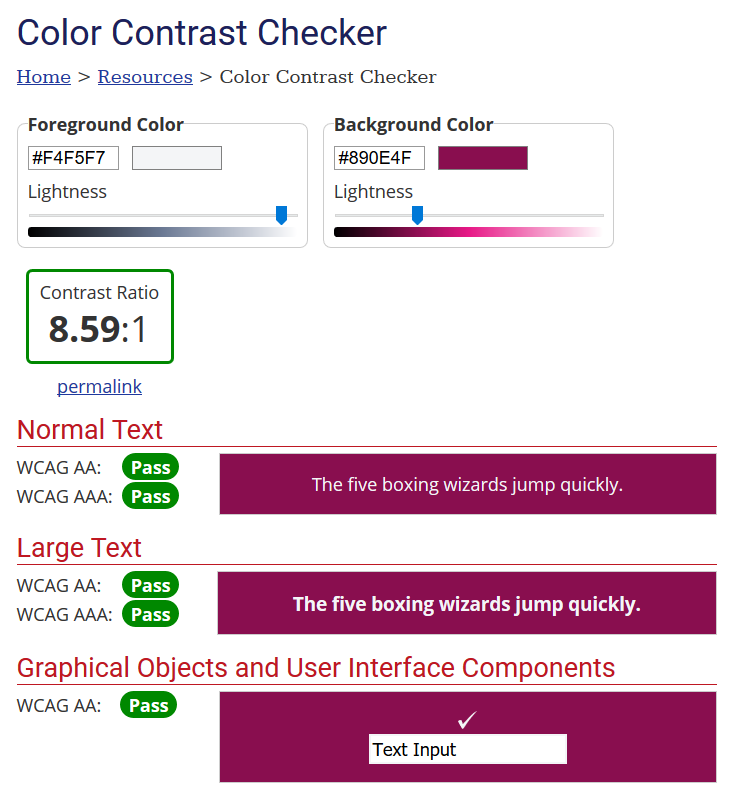 Color Contrast Checker
Home > Resources > Color Contrast Checker
Foreground Color
#F4F5F7
Lightness
Background Color
#890E4F
Lightness
Contrast Ratio
8.59:1
permalink
Normal Text
WCAG AA: Pass
WCAG AAA: Pass
The five boxing wizards jump quickly.
Large Text
WCAG AA: Pass
WCAG AAA: Pass
The five boxing wizards jump quickly.
Graphical Objects and User Interface Components
WCAG AA: Pass
✓
Text Input